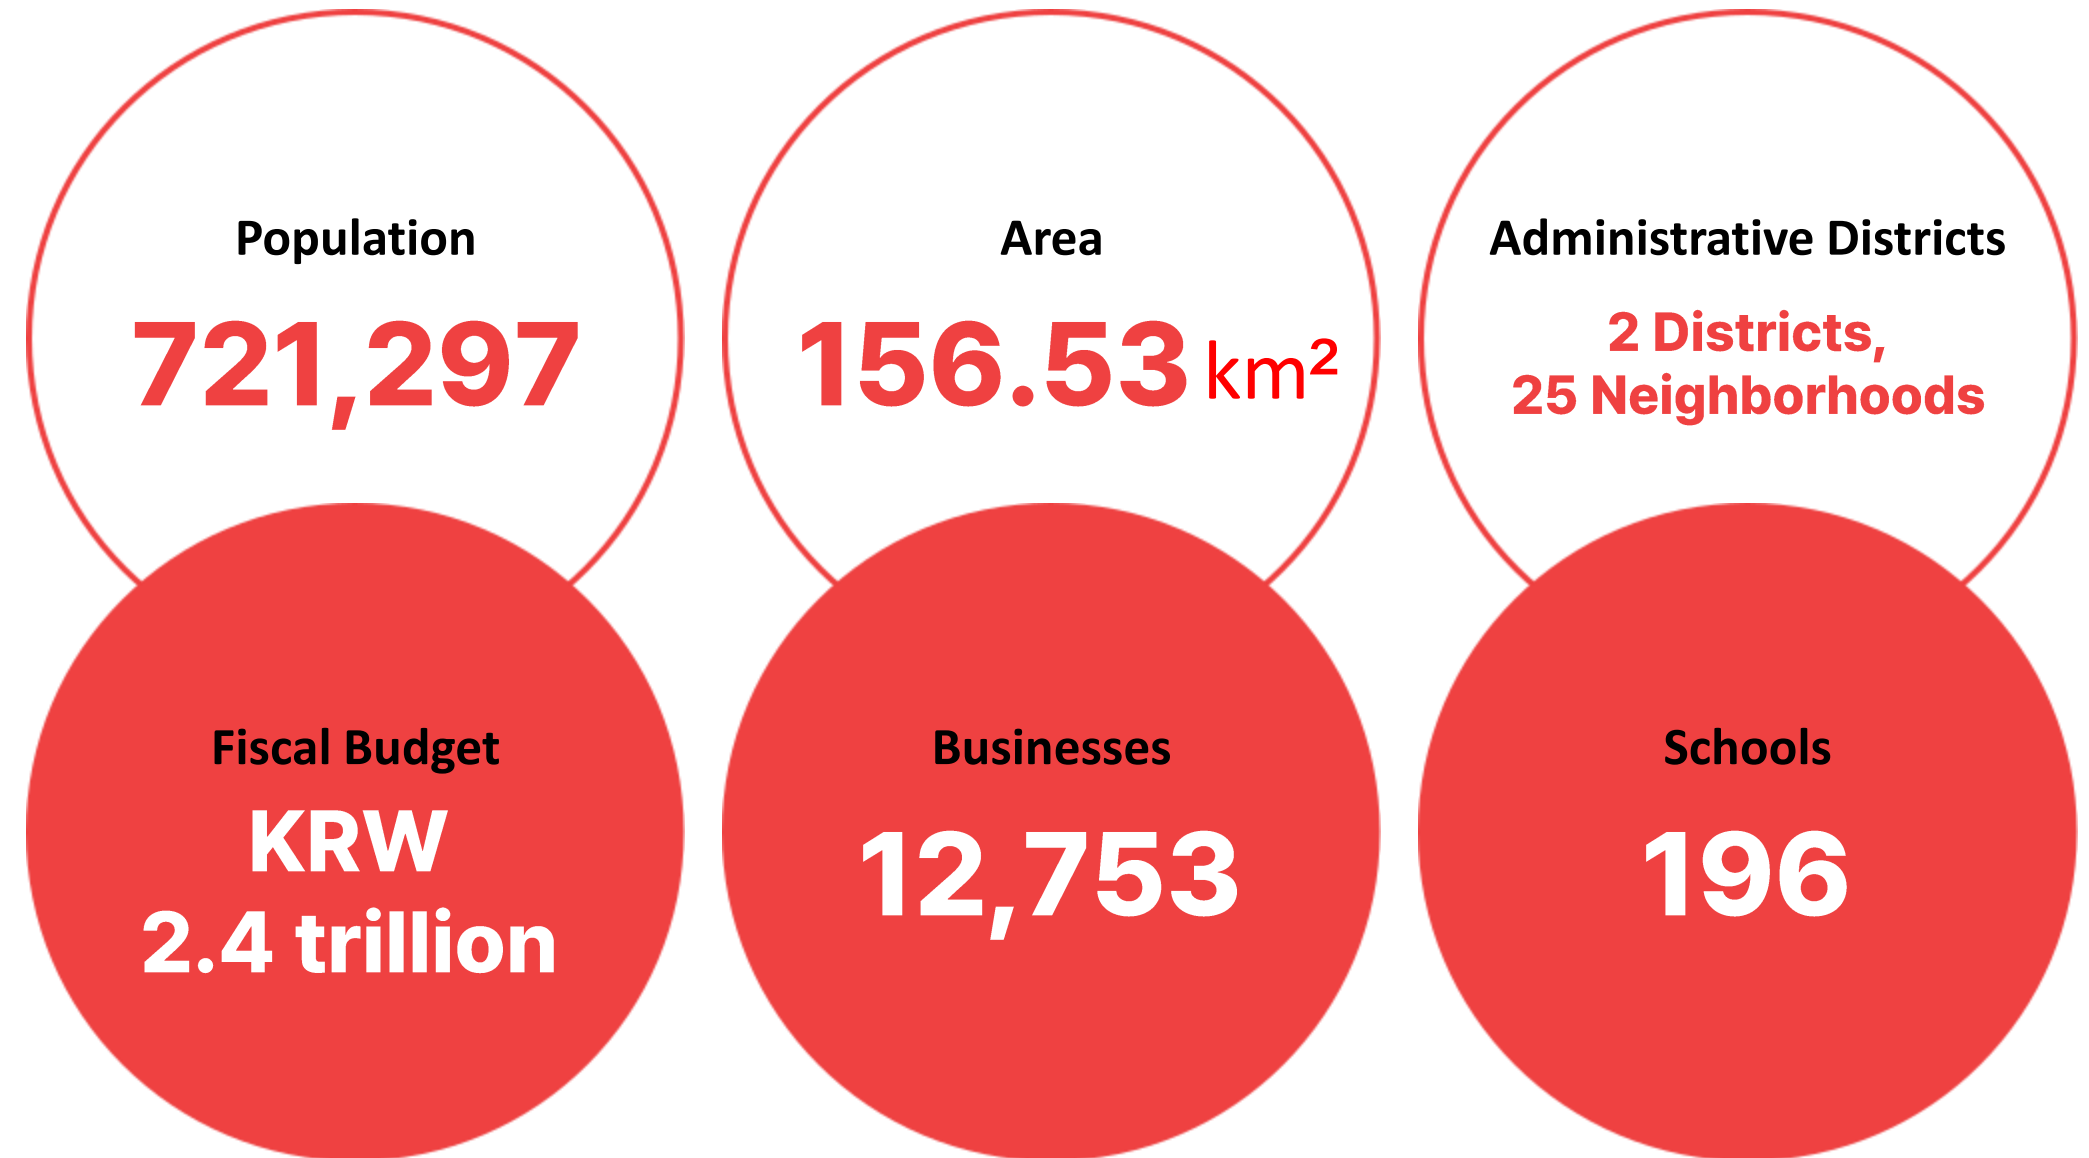 Population
721,297
Area
156.53 km²
Administrative Districts
2 Districts,
25 Neighborhoods
Fiscal Budget
KRW
2.4 trillion
Businesses
12,753
Schools
196